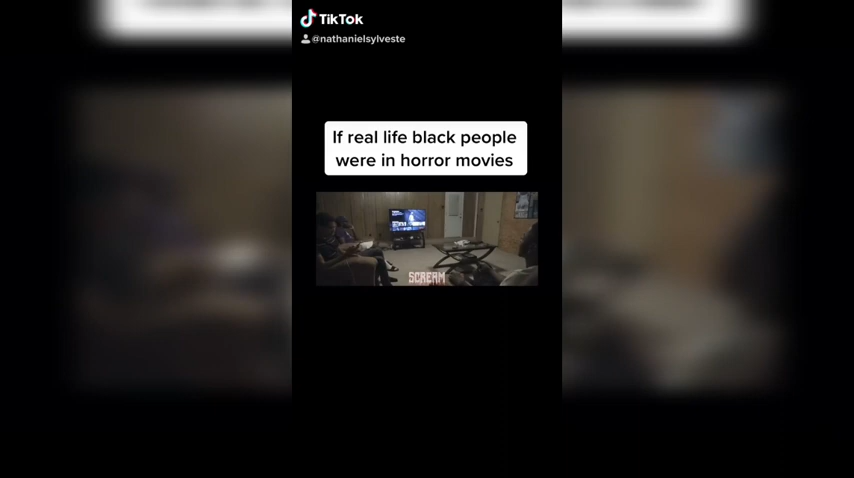 TikTok
@nathanielsylveste
If real life black people
were in horror movies
SCREAM